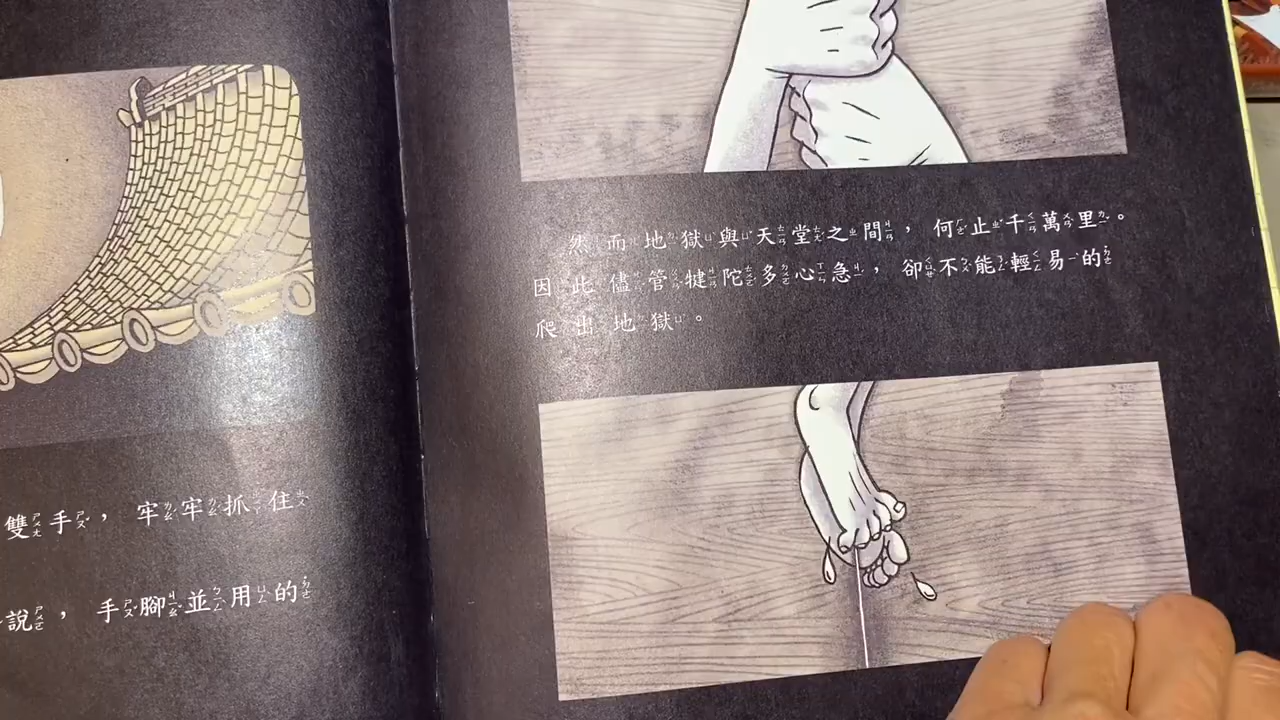 雙手，牢牢抓住
說，手腳並用的
然而地獄與天堂之間，何止千萬里。
因此儘管犍陀多心急，卻不能輕易的
爬出地獄。